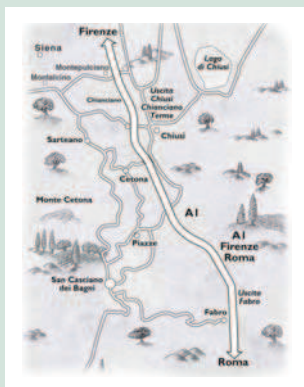 Firenze
Siena
Lago
di Chiusi
Montepulciano
Montalcino
Uscita
Chiusi
Chianciano
Terme
Chianciano
Chiusi
Sarteano
Cetona
Monte Cetona
A1
A1
Firenze
Roma
Piazze
San Casciano
dei Bagni
Uscita
Fabro
Fabro
Roma